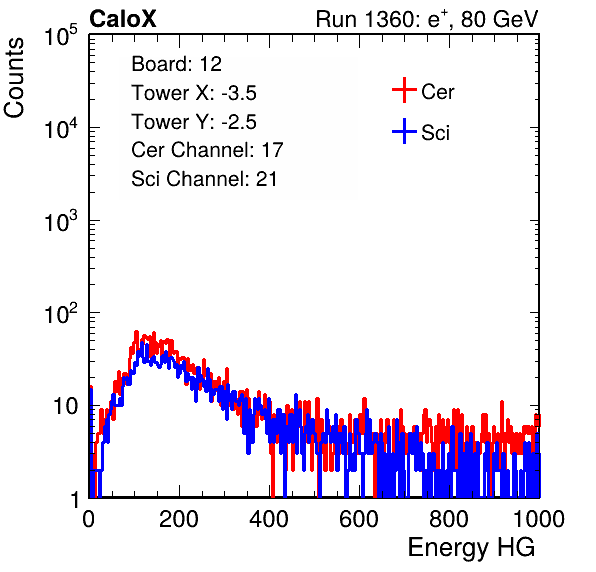 CaloX Run 1360: e+, 80 GeV
Counts
Board: 12
Tower X: -3.5
Tower Y: -2.5
Cer Channel: 17
Sci Channel: 21
Cer
Sci
10^5
10^4
10^3
10^2
10
1
0 200 400 600 800 1000
Energy HG